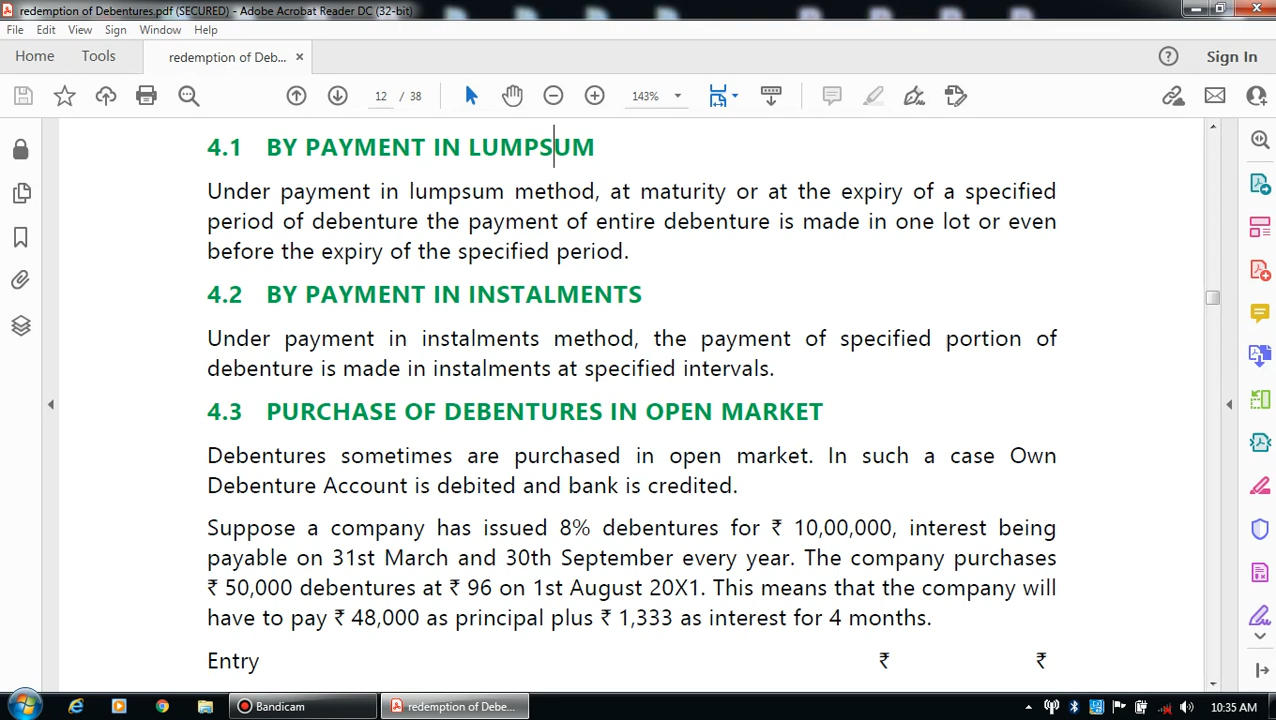 redemption of Debentures.pdf (SECURED) - Adobe Acrobat Reader DC (32-bit)
File Edit View Sign Window Help
Home Tools redemption of Deb... × Sign In
12 / 38 143%
4.1 BY PAYMENT IN LUMPSUM
Under payment in lumpsum method, at maturity or at the expiry of a specified
period of debenture the payment of entire debenture is made in one lot or even
before the expiry of the specified period.
4.2 BY PAYMENT IN INSTALMENTS
Under payment in instalments method, the payment of specified portion of
debenture is made in instalments at specified intervals.
4.3 PURCHASE OF DEBENTURES IN OPEN MARKET
Debentures sometimes are purchased in open market. In such a case Own
Debenture Account is debited and bank is credited.
Suppose a company has issued 8% debentures for ₹ 10,00,000, interest being
payable on 31st March and 30th September every year. The company purchases
₹ 50,000 debentures at ₹ 96 on 1st August 20X1. This means that the company will
have to pay ₹ 48,000 as principal plus ₹ 1,333 as interest for 4 months.
Entry ₹ ₹
Bandicam redemption of Debe... 10:35 AM